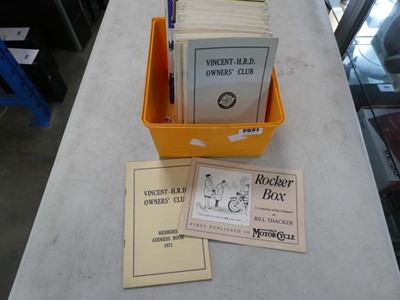 VINCENT-H.R.D.
OWNERS' CLUB
2531
VINCENT-H.R.D.
OWNERS' CLUB
MEMBERS
ADDRESS BOOK
1971
Rocker
Box
BILL THACKER
FIRST PUBLISHED IN
MOTOR CYCLE